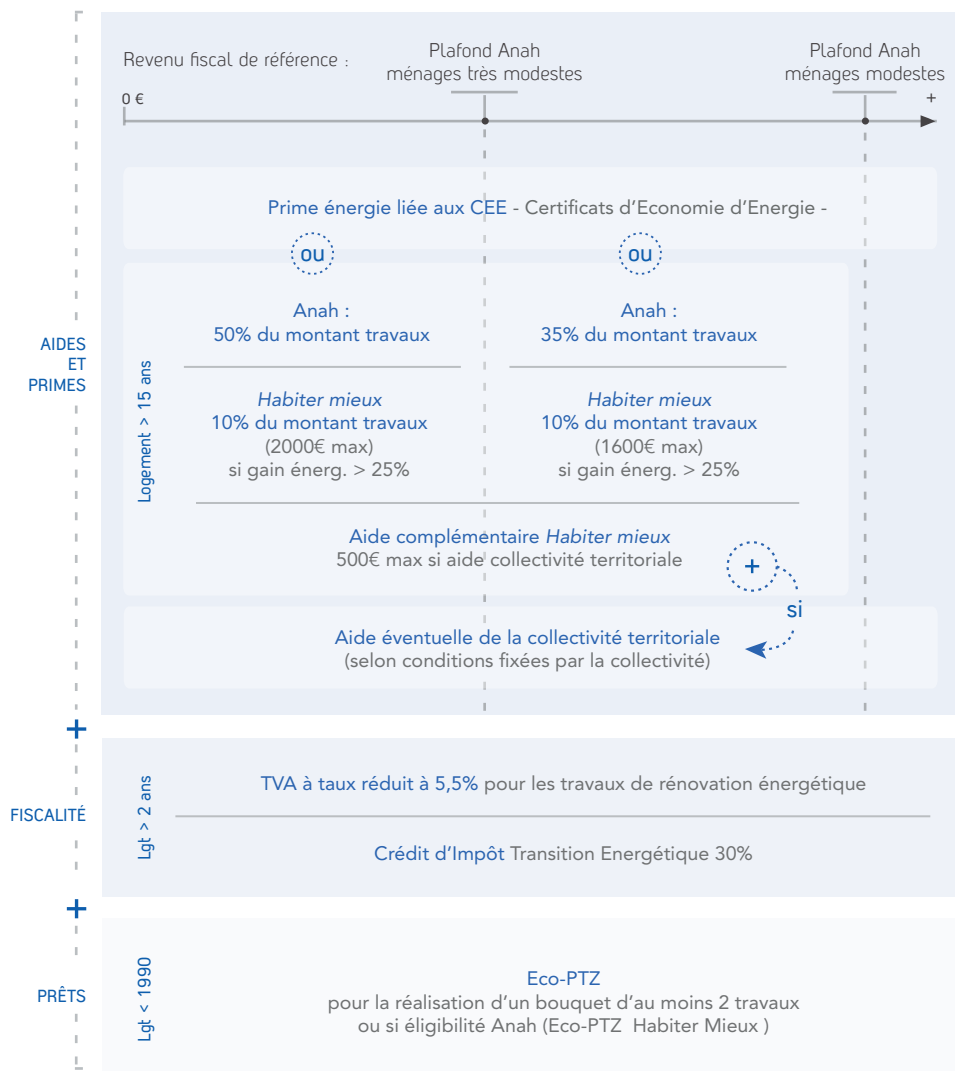 Revenu fiscal de référence :
Plafond Anah
ménages très modestes
Plafond Anah
ménages modestes
0 €
+
AIDES
ET
PRIMES
Prime énergie liée aux CEE - Certificats d'Economie d'Energie -
ou
ou
Logement > 15 ans
Anah :
50% du montant travaux
Anah :
35% du montant travaux
Habiter mieux
10% du montant travaux
(2000€ max)
si gain énerg. > 25%
Habiter mieux
10% du montant travaux
(1600€ max)
si gain énerg. > 25%
Aide complémentaire Habiter mieux
500€ max si aide collectivité territoriale
+
si
Aide éventuelle de la collectivité territoriale
(selon conditions fixées par la collectivité)
+
FISCALITÉ
Lgt > 2 ans
TVA à taux réduit à 5,5% pour les travaux de rénovation énergétique
Crédit d'Impôt Transition Energétique 30%
+
PRÊTS
Lgt < 1990
Eco-PTZ
pour la réalisation d'un bouquet d'au moins 2 travaux
ou si éligibilité Anah (Eco-PTZ Habiter Mieux )